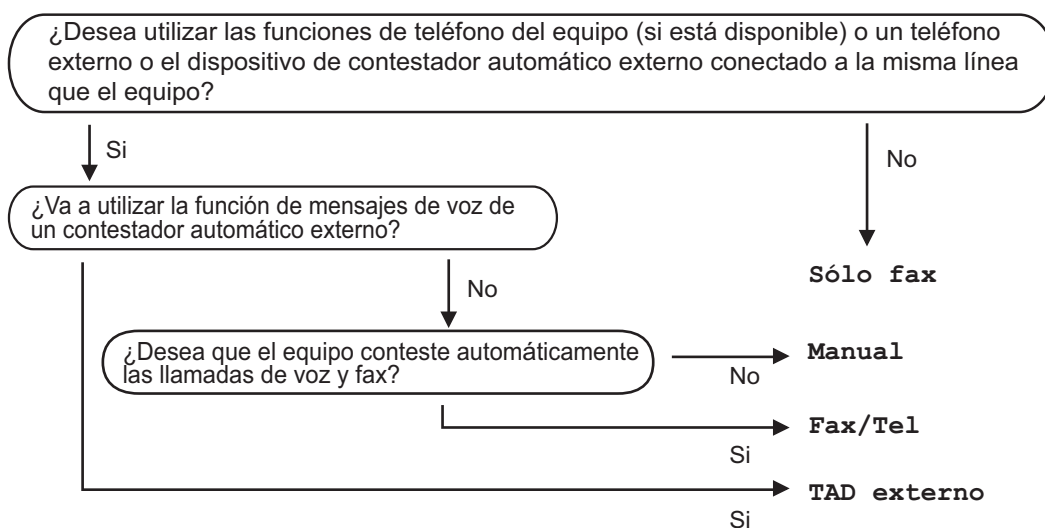 ¿Desea utilizar las funciones de teléfono del equipo (si está disponible) o un teléfono
externo o el dispositivo de contestador automático externo conectado a la misma línea
que el equipo?
Si
No
¿Va a utilizar la función de mensajes de voz de
un contestador automático externo?
Sólo fax
No
¿Desea que el equipo conteste automáticamente
las llamadas de voz y fax?
Manual
No
Fax/Tel
Si
TAD externo
Si